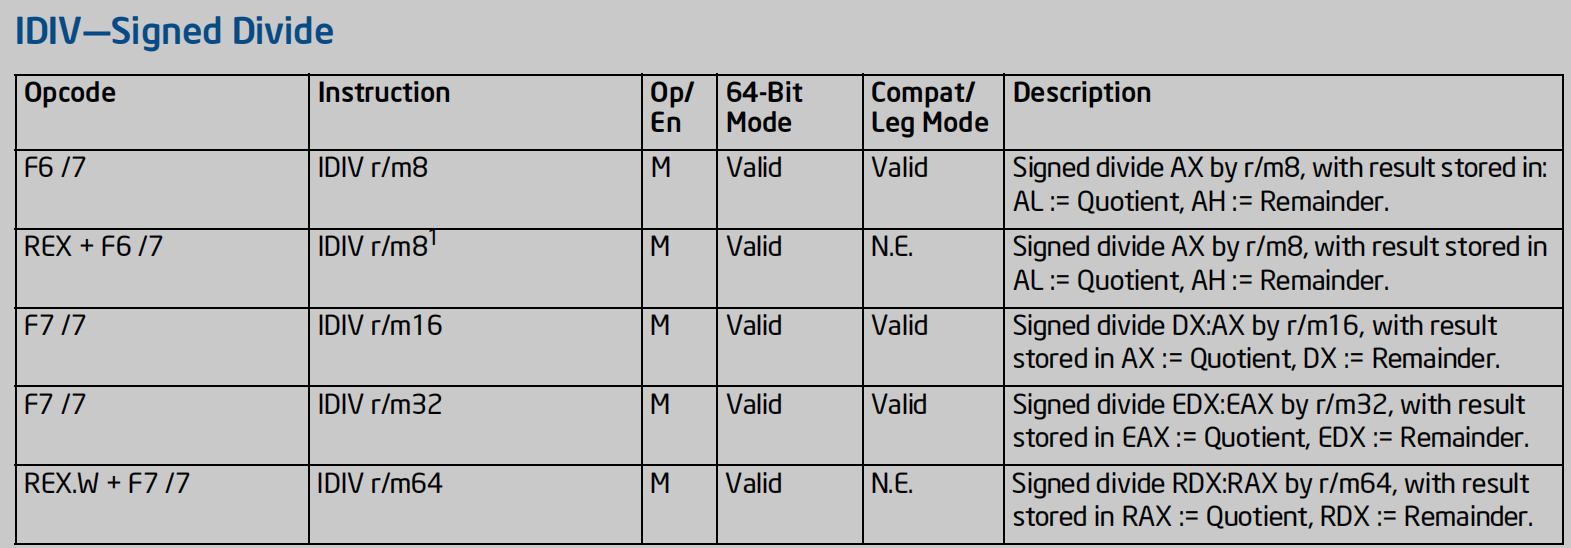 IDIV—Signed Divide
Opcode Instruction Op/ 64-Bit Compat/ Description
En Mode Leg Mode
F6 /7 IDIV r/m8 M Valid Valid Signed divide AX by r/m8, with result stored in:
AL := Quotient, AH := Remainder.
REX + F6 /7 IDIV r/m8¹ M Valid N.E. Signed divide AX by r/m8, with result stored in
AL := Quotient, AH := Remainder.
F7 /7 IDIV r/m16 M Valid Valid Signed divide DX:AX by r/m16, with result
stored in AX := Quotient, DX := Remainder.
F7 /7 IDIV r/m32 M Valid Valid Signed divide EDX:EAX by r/m32, with result
stored in EAX := Quotient, EDX := Remainder.
REX.W + F7 /7 IDIV r/m64 M Valid N.E. Signed divide RDX:RAX by r/m64, with result
stored in RAX := Quotient, RDX := Remainder.